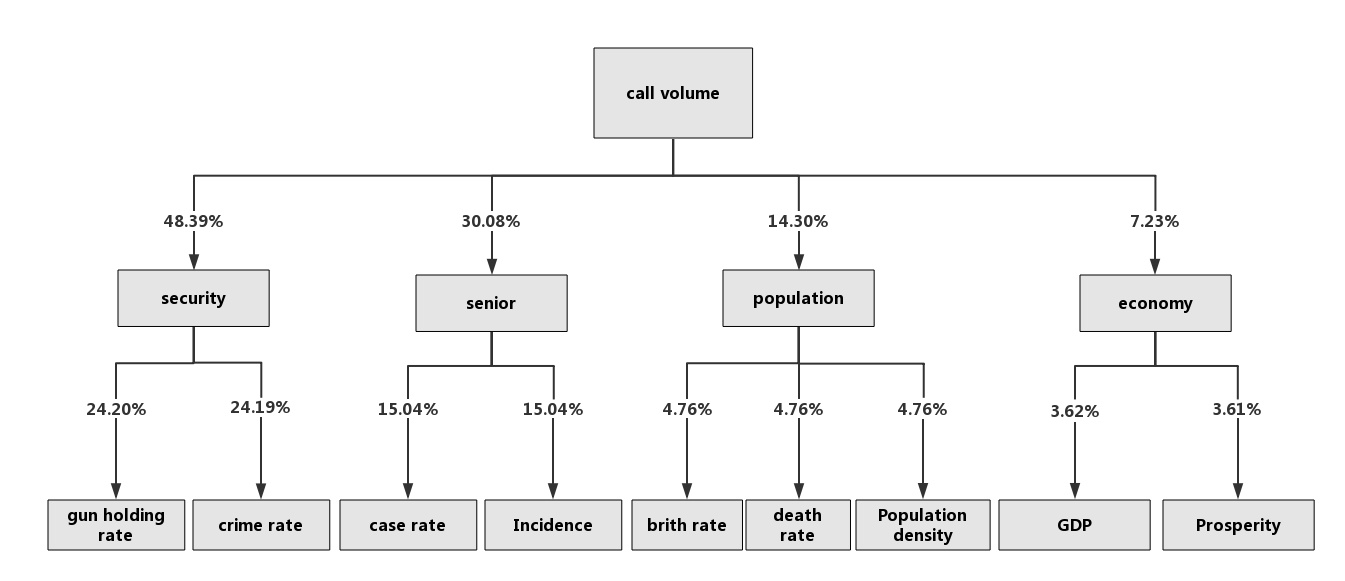 call volume
48.39%
30.08%
14.30%
7.23%
security
senior
population
economy
24.20%
24.19%
15.04%
15.04%
4.76%
4.76%
4.76%
3.62%
3.61%
gun holding
rate
crime rate
case rate
Incidence
brith rate
death
rate
Population
density
GDP
Prosperity